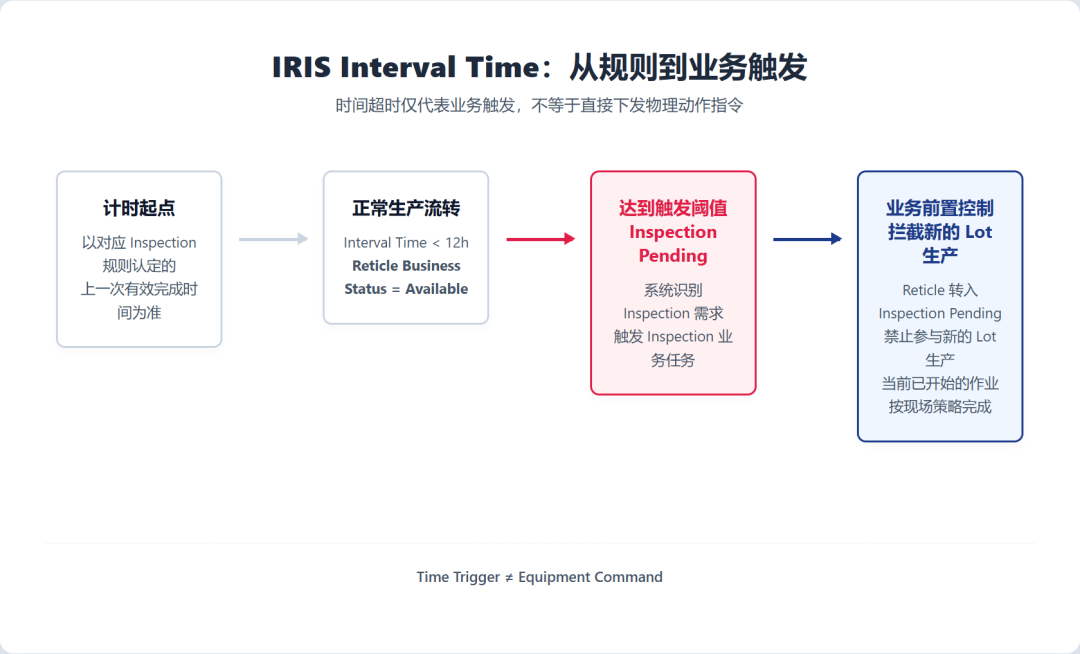 IRIS Interval Time：从规则到业务触发
时间超时仅代表业务触发，不等于直接下发物理动作指令
计时起点
以对应 Inspection
规则认定的
上一次有效完成时
间为准
正常生产流转
Interval Time < 12h
Reticle Business
Status = Available
达到触发阈值
Inspection
Pending
系统识别
Inspection 需求
触发 Inspection 业
务任务
业务前置控制
拦截新的 Lot
生产
Reticle 转入
Inspection Pending
禁止参与新的 Lot
生产
当前已开始的作业
按现场策略完成
Time Trigger ≠ Equipment Command